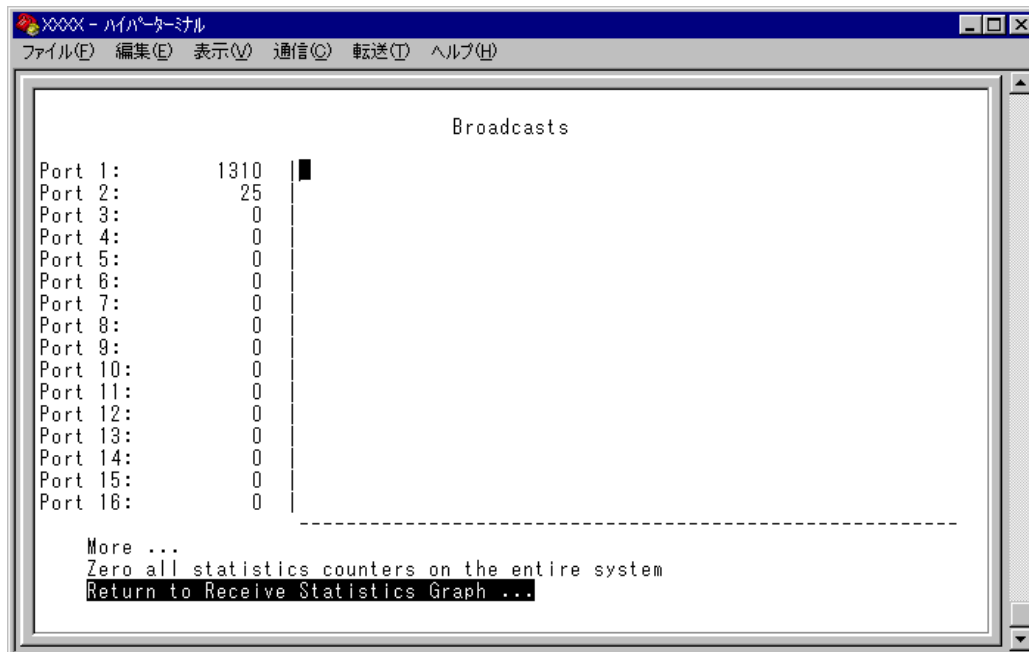 XXXX - ハイパーターミナル
ファイル(F) 編集(E) 表示(V) 通信(C) 転送(T) ヘルプ(H)
Broadcasts
Port 1: 1310
Port 2: 25
Port 3: 0
Port 4: 0
Port 5: 0
Port 6: 0
Port 7: 0
Port 8: 0
Port 9: 0
Port 10: 0
Port 11: 0
Port 12: 0
Port 13: 0
Port 14: 0
Port 15: 0
Port 16: 0
More ...
Zero all statistics counters on the entire system
Return to Receive Statistics Graph ...